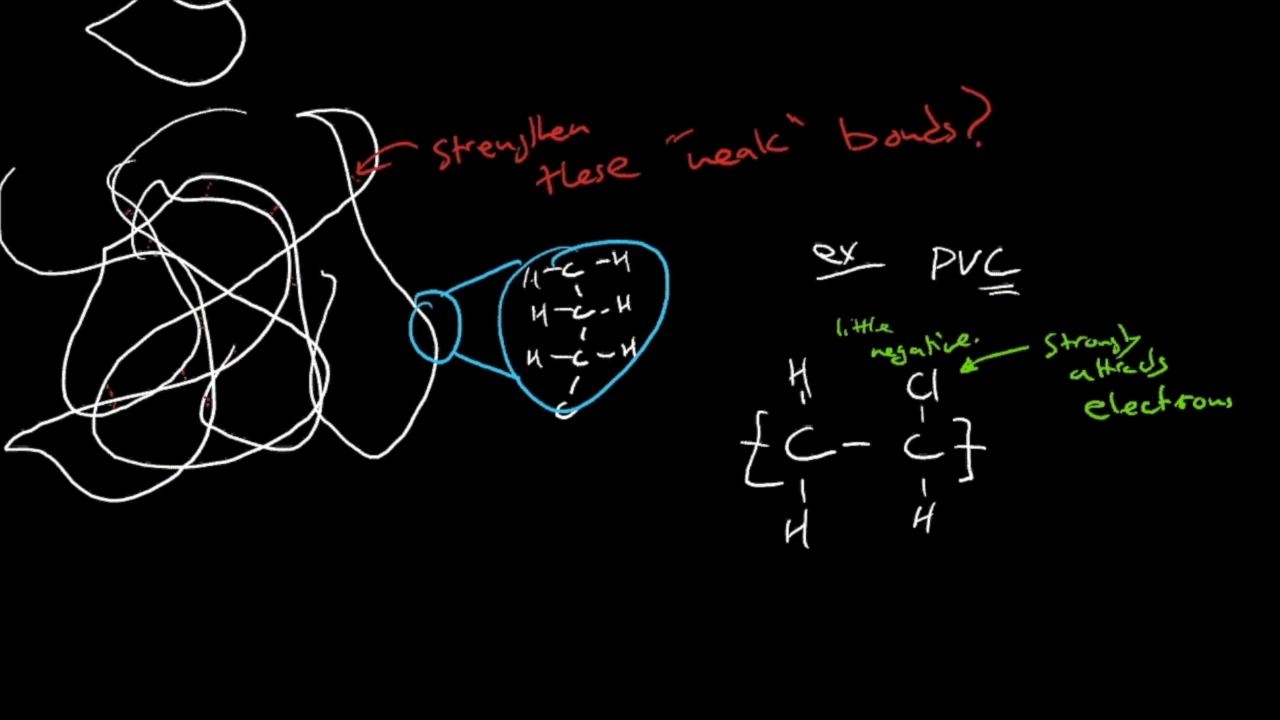 strengthen
these "weak" bonds?
ex PVC
little
negative.
strongly
attracts
electrons
H-C-H
H-C-H
H-C-H
C
H Cl
[C-C]
H H